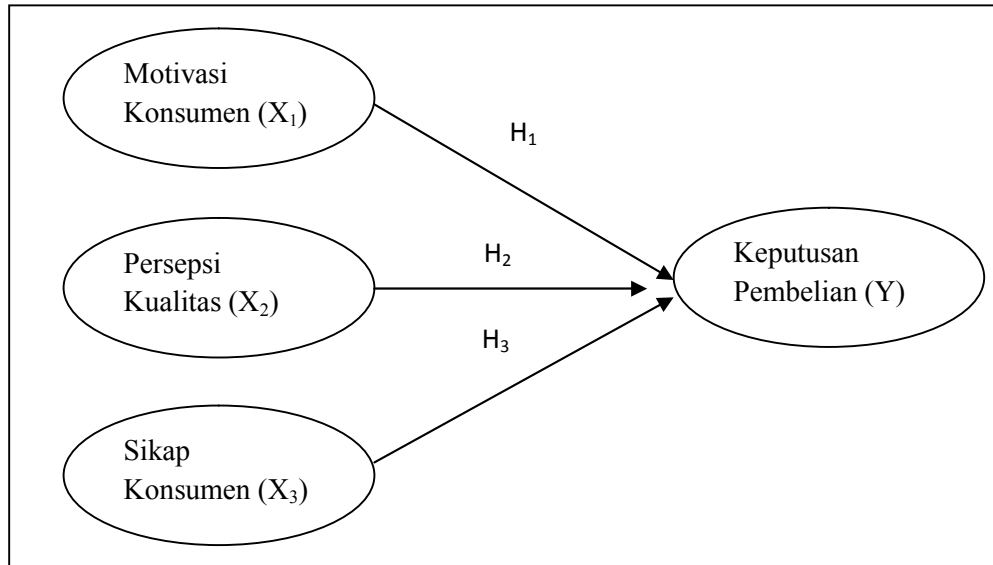 Motivasi
Konsumen (X₁)
H₁
Persepsi
Kualitas (X₂)
H₂
Keputusan
Pembelian (Y)
H₃
Sikap
Konsumen (X₃)